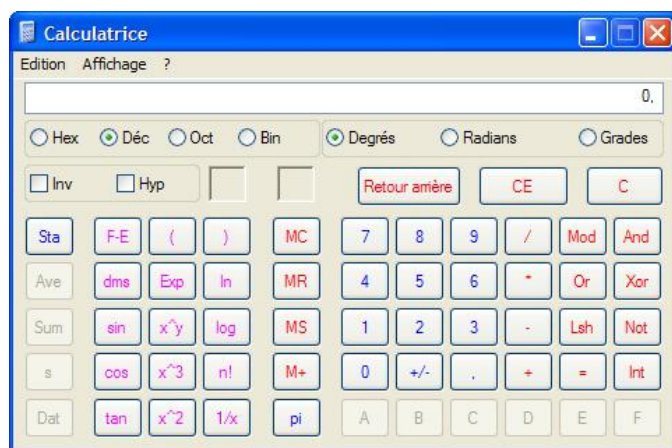 Calculatrice
Edition Affichage ?
0,
Hex Déc Oct Bin Degrés Radians Grades
Inv Hyp Retour arrière CE C
Sta F-E ( ) MC 7 8 9 / Mod And
Ave dms Exp ln MR 4 5 6 * Or Xor
Sum sin x^y log MS 1 2 3 - Lsh Not
s cos x^3 n! M+ 0 +/- , + = Int
Dat tan x^2 1/x pi A B C D E F